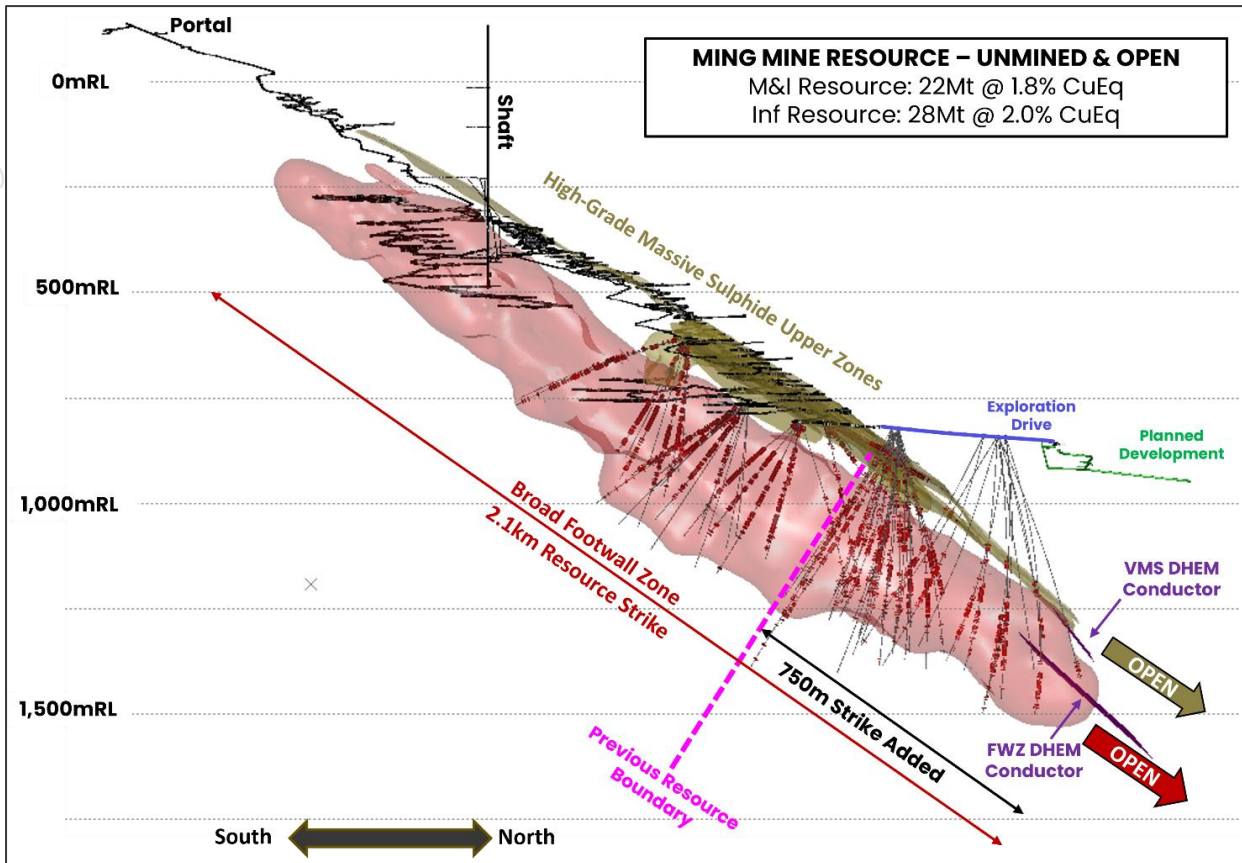 Portal
MING MINE RESOURCE – UNMINED & OPEN
M&I Resource: 22Mt @ 1.8% CuEq
Inf Resource: 28Mt @ 2.0% CuEq
0mRL
Shaft
High-Grade Massive Sulphide Upper Zones
500mRL
Exploration
Drive
Planned
Development
1,000mRL
Broad Footwall Zone
2.1km Resource Strike
VMS DHEM
Conductor
OPEN
750m Strike Added
1,500mRL
Previous Resource
Boundary
FWZ DHEM
Conductor
OPEN
South
North